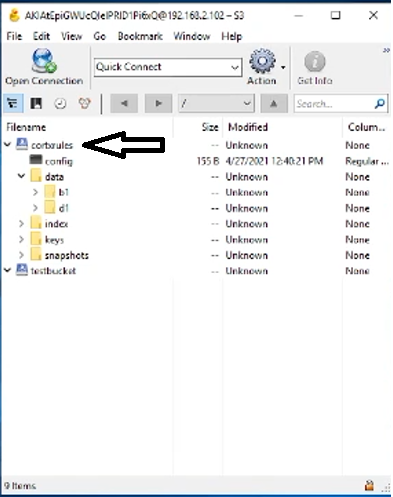 AKIAtEpiGWUcQIelPRID1Pi6xQ@192.168.2.102 – S3
File Edit View Go Bookmark Window Help
Open Connection Quick Connect Action Get Info
/ Search...
Filename Size Modified Colum...
cortxrules -- Unknown None
config 155 B 4/27/2021 12:40:21 PM Regular ...
data -- Unknown None
b1 -- Unknown None
d1 -- Unknown None
index -- Unknown None
keys -- Unknown None
snapshots -- Unknown None
testbucket -- Unknown None
9 Items